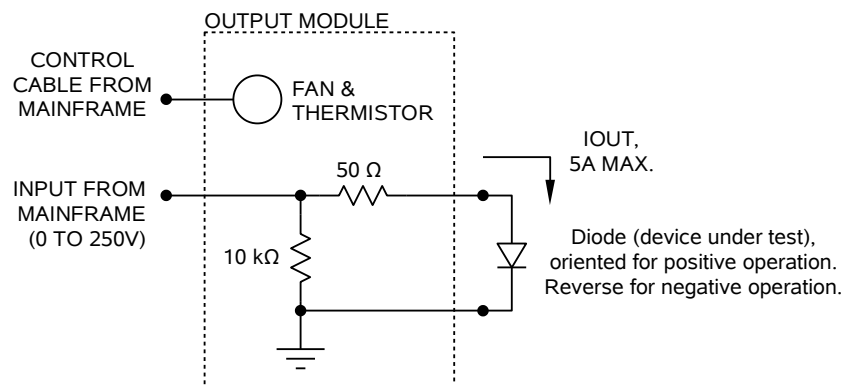 OUTPUT MODULE
CONTROL
CABLE FROM
MAINFRAME
FAN &
THERMISTOR
IOUT,
5A MAX.
50 Ω
INPUT FROM
MAINFRAME
(0 TO 250V)
10 kΩ
Diode (device under test),
oriented for positive operation.
Reverse for negative operation.